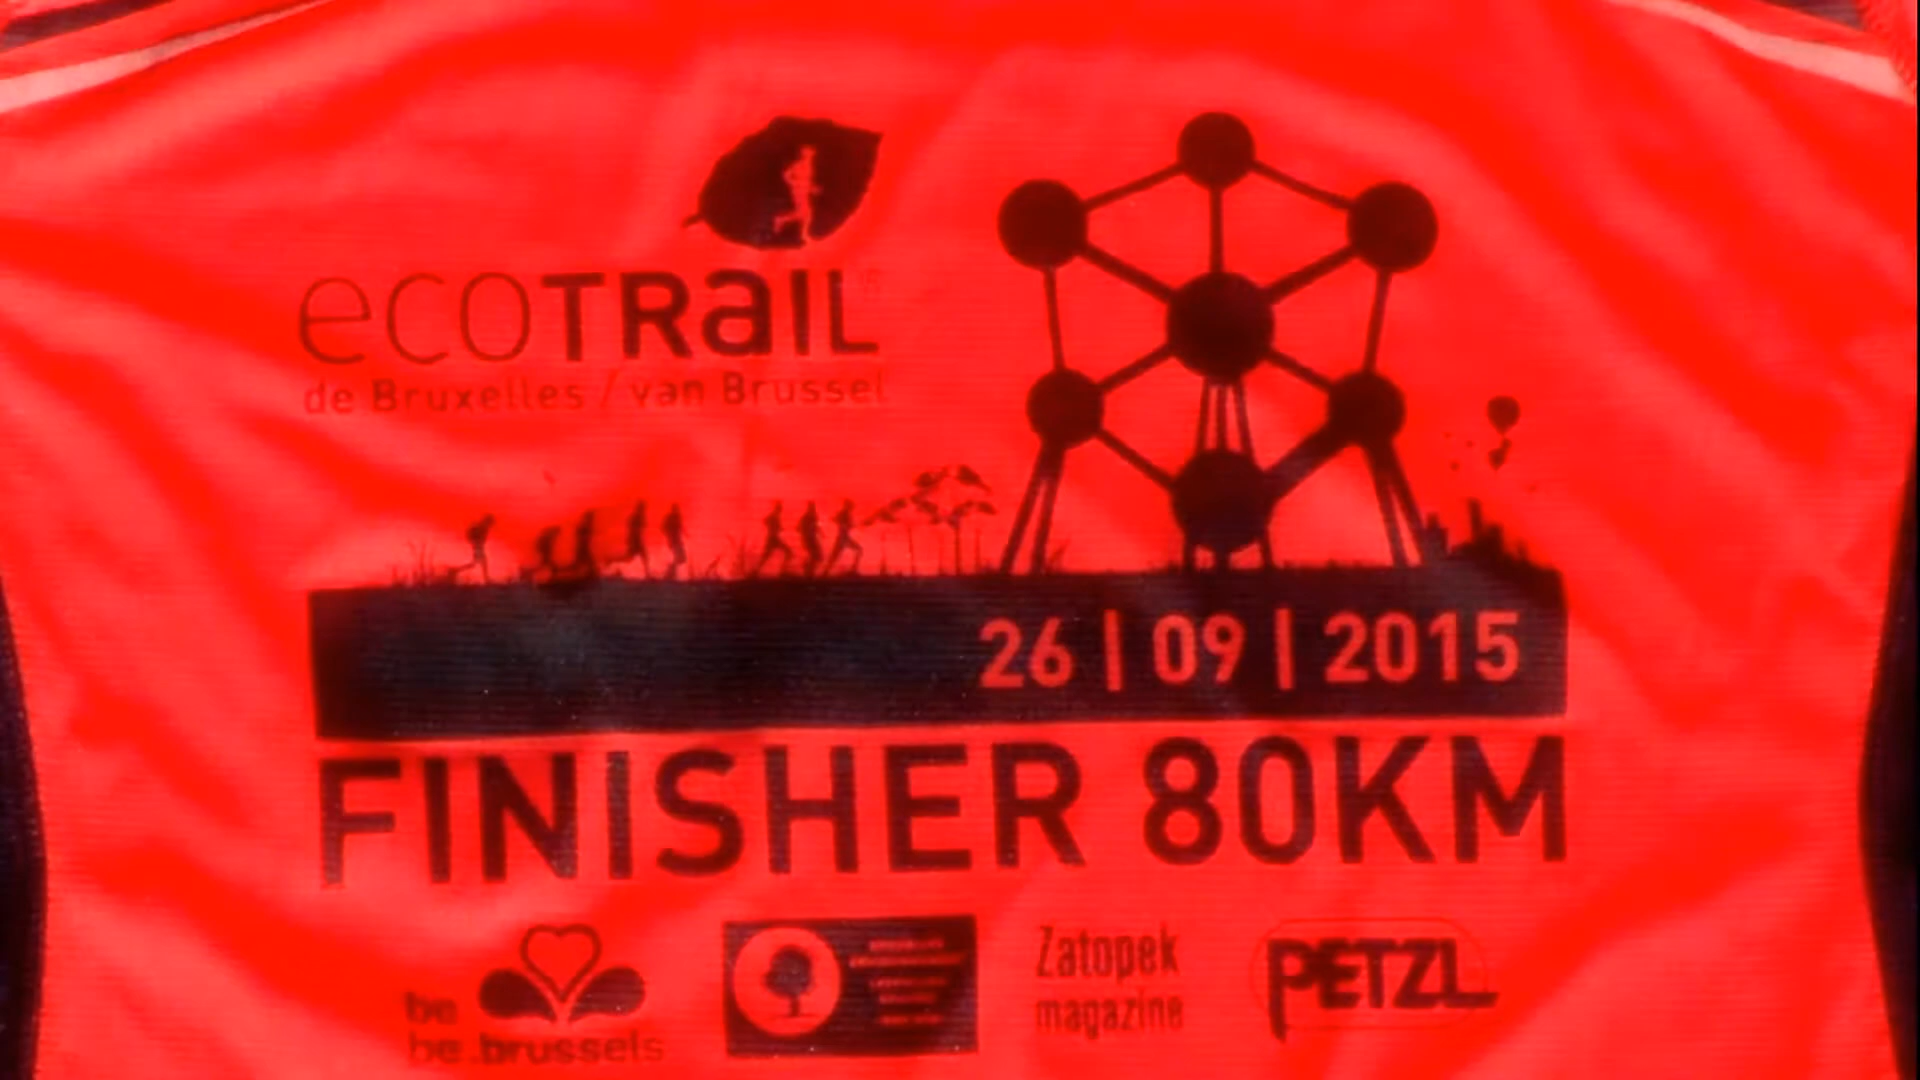 ecoTRaIL
de Bruxelles / van Brussel
26 | 09 | 2015
FINISHER 80KM
be
be.brussels
Zatopek
magazine
PETZL